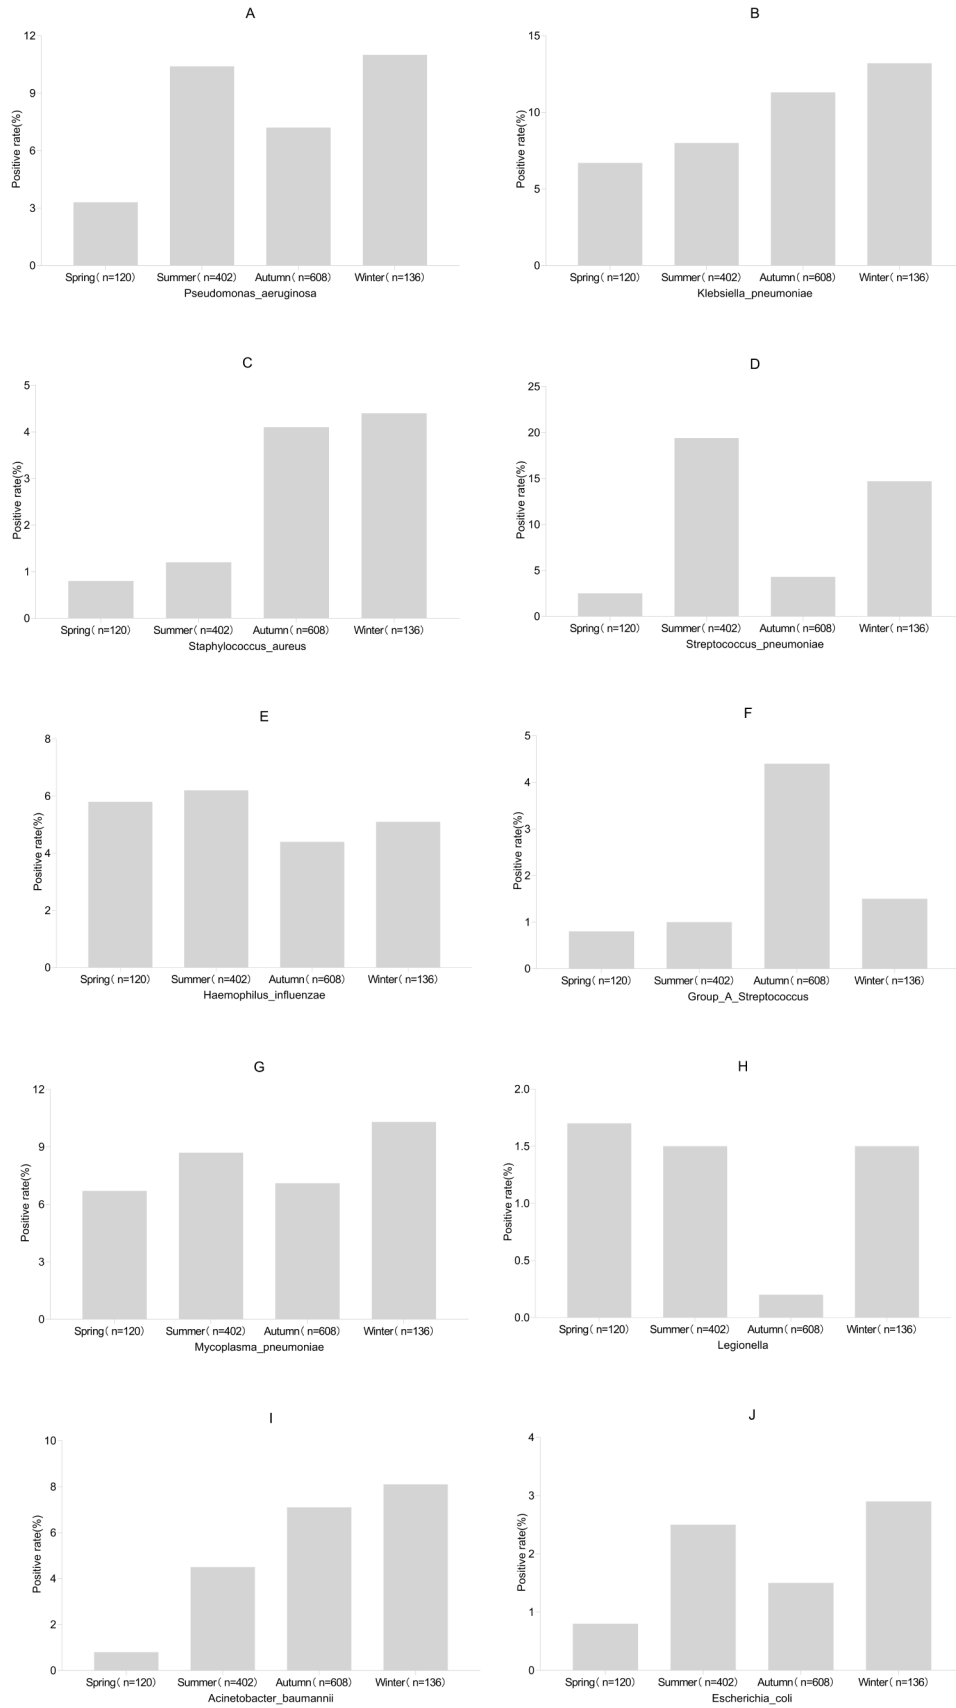 A
Positive rate(%)
12
9
6
3
0
Spring( n=120) Summer( n=402) Autumn( n=608) Winter( n=136)
Pseudomonas_aeruginosa
B
Positive rate(%)
15
10
5
0
Spring( n=120) Summer( n=402) Autumn( n=608) Winter( n=136)
Klebsiella_pneumoniae
C
Positive rate(%)
5
4
3
2
1
0
Spring( n=120) Summer( n=402) Autumn( n=608) Winter( n=136)
Staphylococcus_aureus
D
Positive rate(%)
25
20
15
10
5
0
Spring( n=120) Summer( n=402) Autumn( n=608) Winter( n=136)
Streptococcus_pneumoniae
E
Positive rate(%)
8
6
4
2
0
Spring( n=120) Summer( n=402) Autumn( n=608) Winter( n=136)
Haemophilus_influenzae
F
Positive rate(%)
5
4
3
2
1
0
Spring( n=120) Summer( n=402) Autumn( n=608) Winter( n=136)
Group_A_Streptococcus
G
Positive rate(%)
12
9
6
3
0
Spring( n=120) Summer( n=402) Autumn( n=608) Winter( n=136)
Mycoplasma_pneumoniae
H
Positive rate(%)
2.0
1.5
1.0
0.5
0.0
Spring( n=120) Summer( n=402) Autumn( n=608) Winter( n=136)
Legionella
I
Positive rate(%)
10
8
6
4
2
0
Spring( n=120) Summer( n=402) Autumn( n=608) Winter( n=136)
Acinetobacter_baumannii
J
Positive rate(%)
4
3
2
1
0
Spring( n=120) Summer( n=402) Autumn( n=608) Winter( n=136)
Escherichia_coli